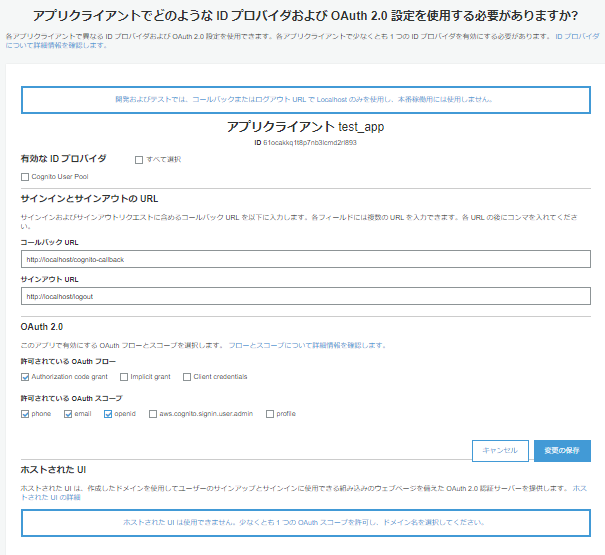 アプリクライアントでどのような ID プロバイダおよび OAuth 2.0 設定を使用する必要がありますか?
各アプリクライアントで異なる ID プロバイダおよび OAuth 2.0 設定を使用できます。各アプリクライアントで少なくとも 1 つの ID プロバイダを有効にする必要があります。 ID プロバイダ
について詳細情報を確認します。
開発およびテストでは、コールバックまたはログアウト URL で Localhost のみを使用し、本番稼働用には使用しません。
アプリクライアント test_app
ID
有効な ID プロバイダ すべて選択
Cognito User Pool
サインインとサインアウトの URL
サインインおよびサインアウトリクエストに含めるコールバック URL を以下に入力します。各フィールドには複数の URL を入力できます。各 URL の後にコンマを入れてくださ
い。
コールバック URL
http://localhost/cognito-callback
サインアウト URL
http://localhost/logout
OAuth 2.0
このアプリで有効にする OAuth フローとスコープを選択します。 フローとスコープについて詳細情報を確認します。
許可されている OAuth フロー
Authorization code grant Implicit grant Client credentials
許可されている OAuth スコープ
phone email openid aws.cognito.signin.user.admin profile
キャンセル 変更の保存
ホストされた UI
ホストされた UI は、作成したドメインを使用してユーザーのサインアップとサインインに使用できる組み込みのウェブページを備えた OAuth 2.0 認証サーバーを提供します。 ホスト
された UI の詳細
ホストされた UI は使用できません。少なくとも 1 つの OAuth スコープを許可し、ドメイン名を選択してください。